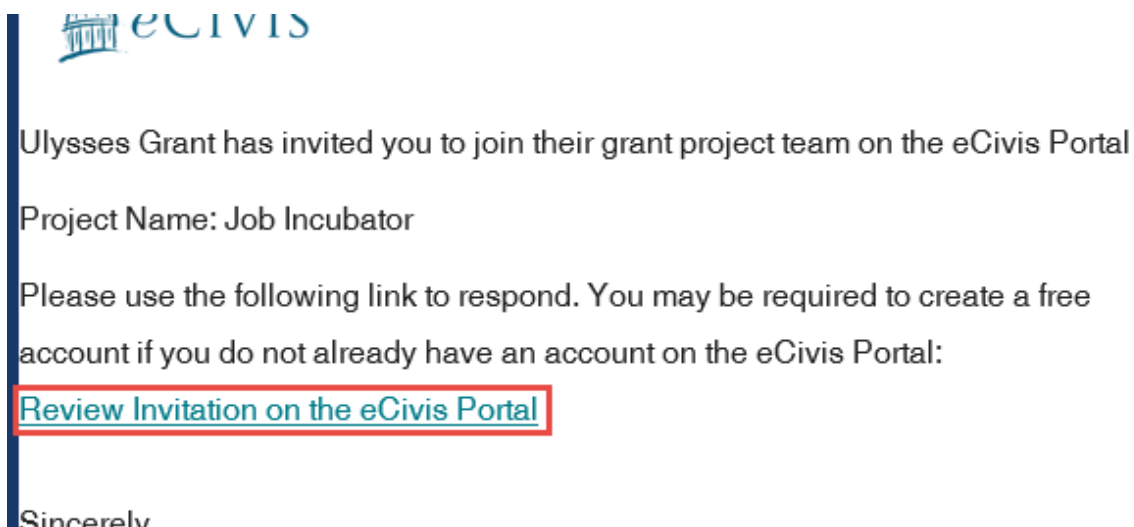 eCivis
Ulysses Grant has invited you to join their grant project team on the eCivis Portal
Project Name: Job Incubator
Please use the following link to respond. You may be required to create a free
account if you do not already have an account on the eCivis Portal:
Review Invitation on the eCivis Portal
Sincerely